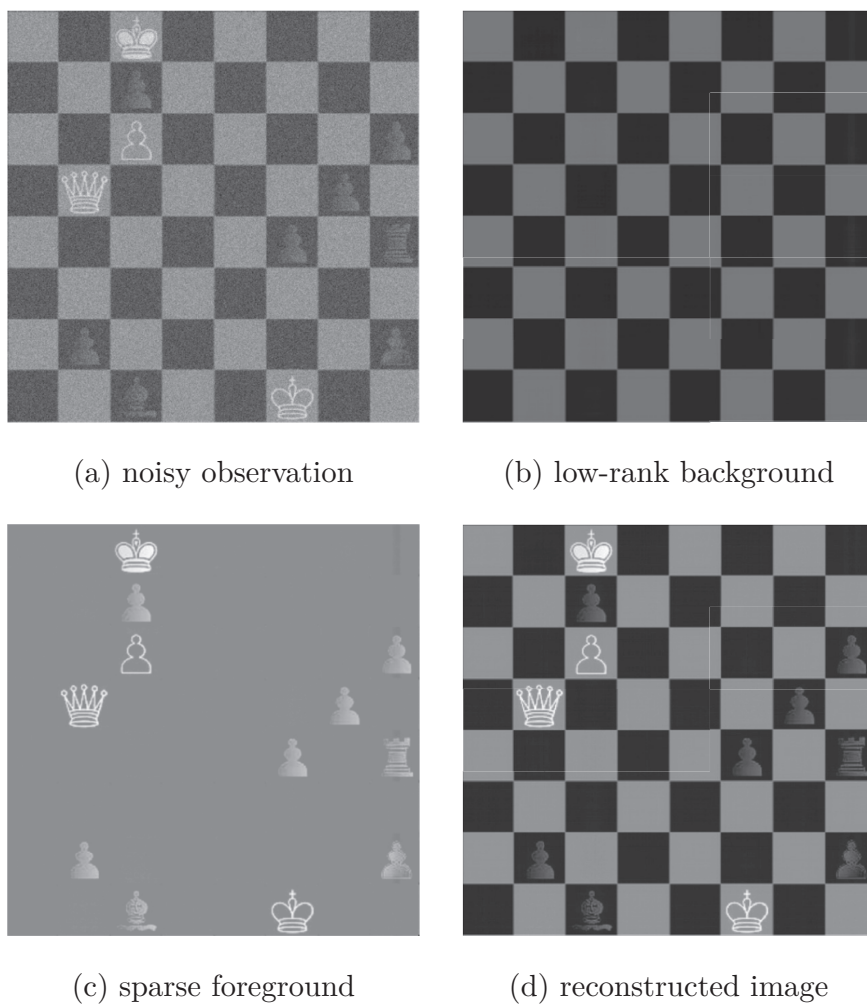 (a) noisy observation
(b) low-rank background
(c) sparse foreground
(d) reconstructed image